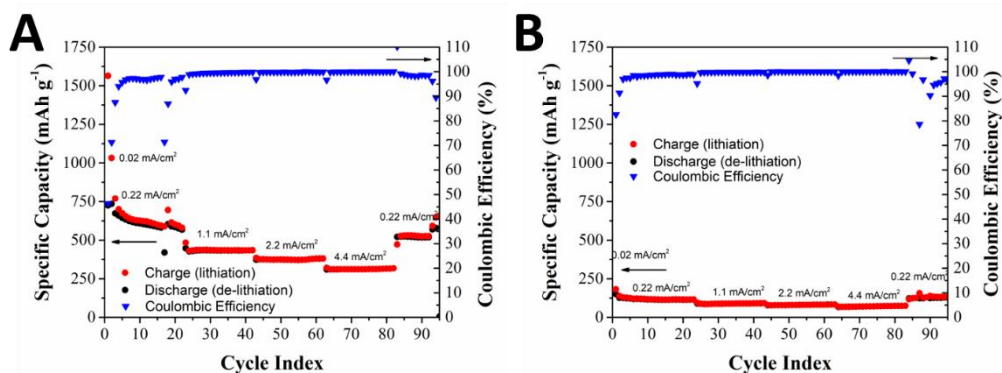 A
Specific Capacity (mAh g⁻¹)
1750
1500
1250
1000
750
500
250
0
0.02 mA/cm²
0.22 mA/cm²
1.1 mA/cm²
2.2 mA/cm²
4.4 mA/cm²
0.22 mA/cm²
Charge (lithiation)
Discharge (de-lithiation)
Coulombic Efficiency
0 10 20 30 40 50 60 70 80 90
Cycle Index
110
100
90
80
70
60
50
40
30
20
10
0
Coulombic Efficiency (%)
B
Specific Capacity (mAh g⁻¹)
1750
1500
1250
1000
750
500
250
0
Charge (lithiation)
Discharge (de-lithiation)
Coulombic Efficiency
0.02 mA/cm²
0.22 mA/cm²
1.1 mA/cm²
2.2 mA/cm²
4.4 mA/cm²
0.22 mA/cm²
0 10 20 30 40 50 60 70 80 90
Cycle Index
110
100
90
80
70
60
50
40
30
20
10
0
Coulombic Efficiency (%)